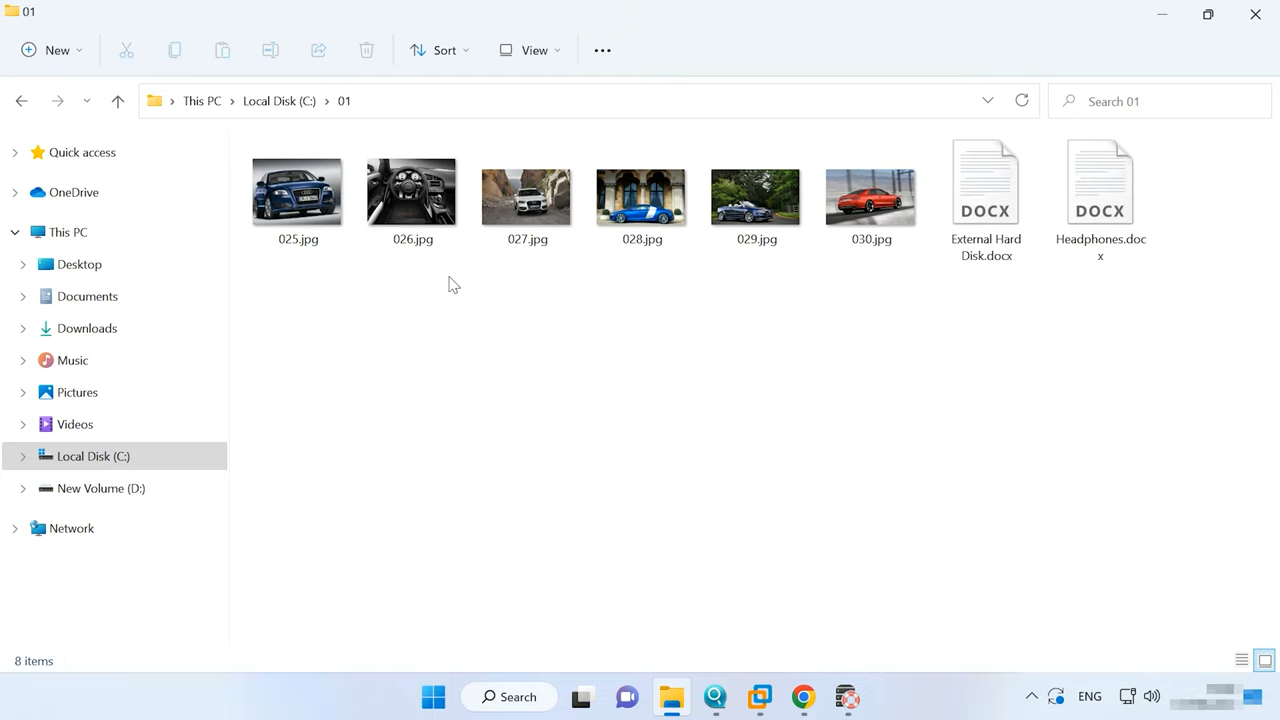 01
New
Sort
View
This PC
Local Disk (C:)
01
Search 01
Quick access
OneDrive
This PC
Desktop
Documents
Downloads
Music
Pictures
Videos
Local Disk (C:)
New Volume (D:)
Network
025.jpg
026.jpg
027.jpg
028.jpg
029.jpg
030.jpg
DOCX
External Hard
Disk.docx
DOCX
Headphones.doc
x
8 items
Search
ENG